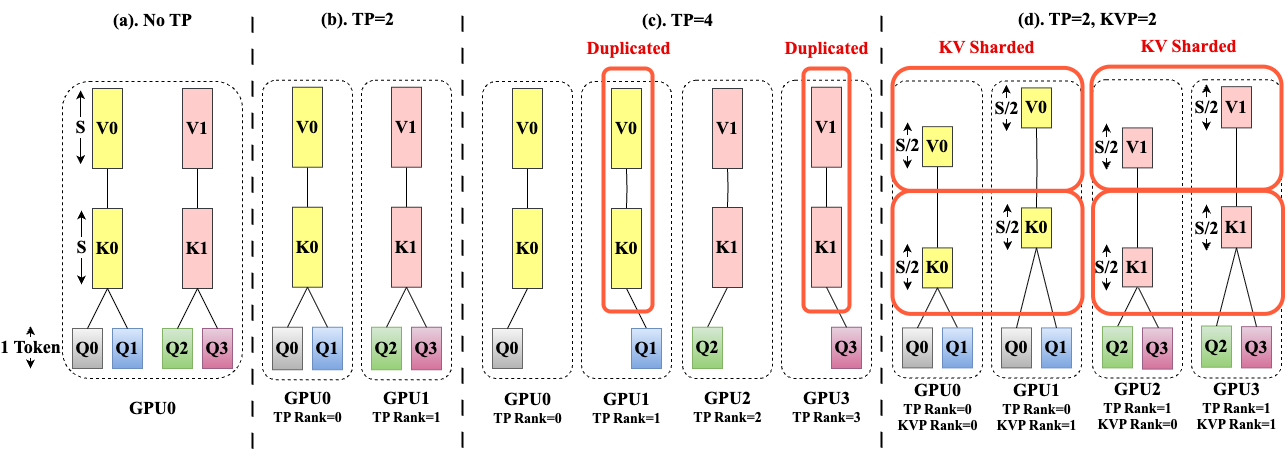 (a). No TP
(b). TP=2
(c). TP=4
(d). TP=2, KVP=2
Duplicated
Duplicated
KV Sharded
KV Sharded
S
V0
V1
S
K0
K1
1 Token
Q0
Q1
Q2
Q3
GPU0
V0
V1
K0
K1
Q0
Q1
Q2
Q3
GPU0
TP Rank=0
GPU1
TP Rank=1
V0
V0
V1
V1
K0
K0
K1
K1
Q0
Q1
Q2
Q3
GPU0
TP Rank=0
GPU1
TP Rank=1
GPU2
TP Rank=2
GPU3
TP Rank=3
S/2
V0
S/2
V0
S/2
V1
S/2
V1
S/2
K0
S/2
K0
S/2
K1
S/2
K1
Q0
Q1
Q0
Q1
Q2
Q3
Q2
Q3
GPU0
TP Rank=0
KVP Rank=0
GPU1
TP Rank=0
KVP Rank=1
GPU2
TP Rank=1
KVP Rank=0
GPU3
TP Rank=1
KVP Rank=1